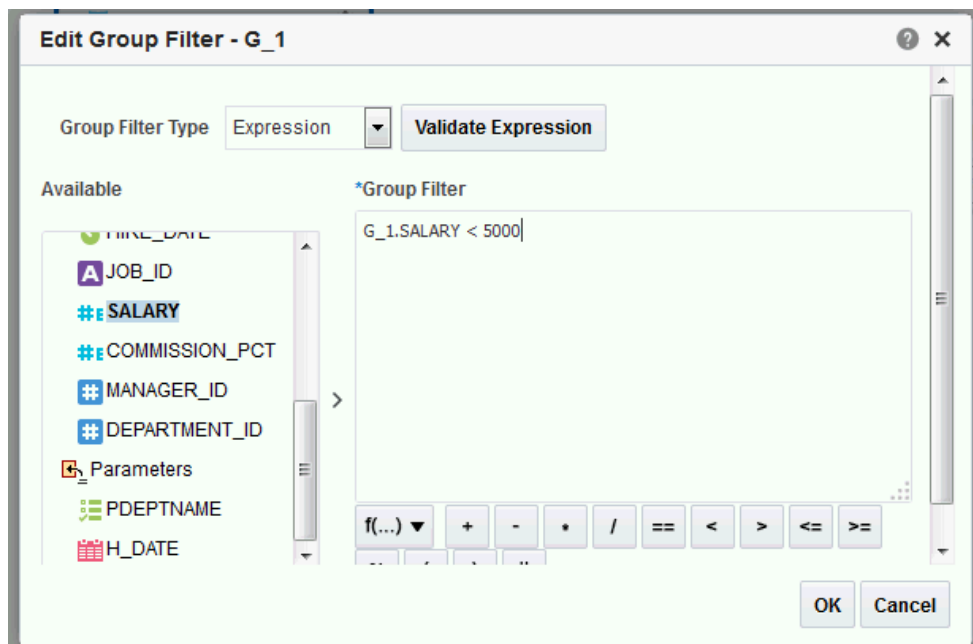 Edit Group Filter - G_1
Group Filter Type Expression Validate Expression
Available
*Group Filter
G_1.SALARY < 5000
HIRE_DATE
JOB_ID
SALARY
COMMISSION_PCT
MANAGER_ID
DEPARTMENT_ID
Parameters
PDEPTNAME
H_DATE
f(...) + - * / == < > <= >=
OK Cancel